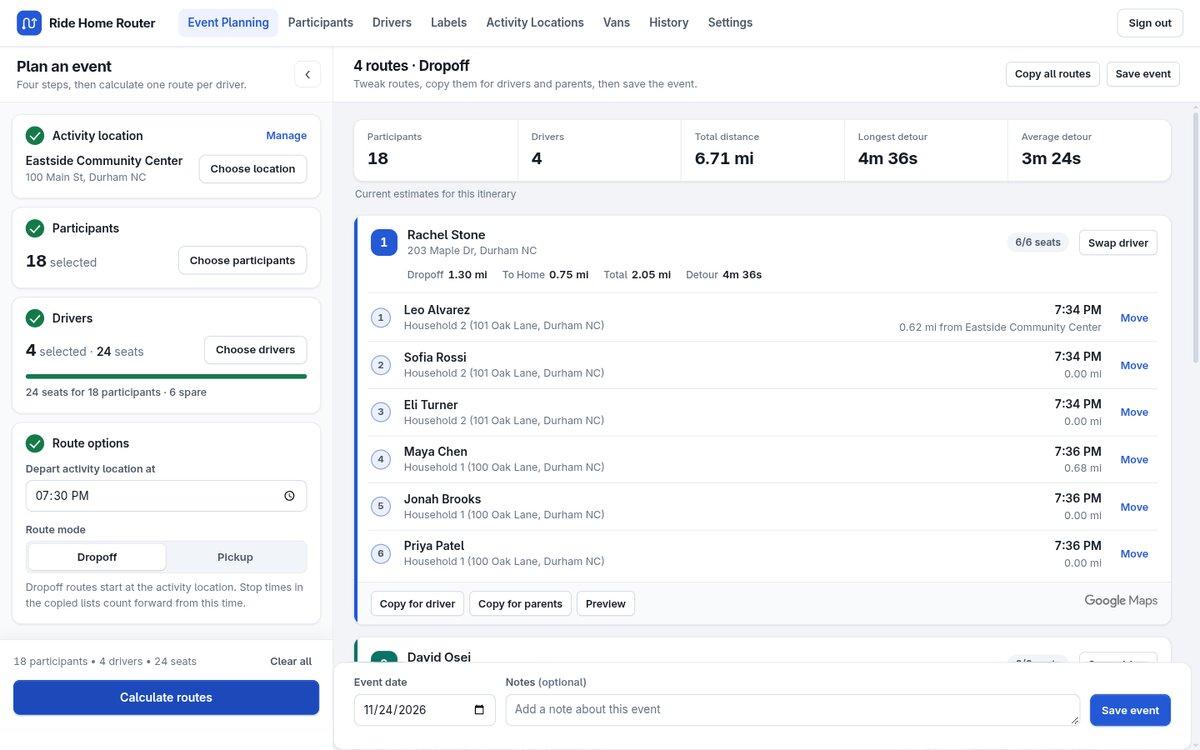 Ride Home Router
Event Planning
Participants
Drivers
Labels
Activity Locations
Vans
History
Settings
Sign out
Plan an event
Four steps, then calculate one route per driver.
Activity location
Manage
Eastside Community Center
100 Main St, Durham NC
Choose location
Participants
18 selected
Choose participants
Drivers
4 selected · 24 seats
Choose drivers
24 seats for 18 participants · 6 spare
Route options
Depart activity location at
07:30 PM
Route mode
Dropoff
Pickup
Dropoff routes start at the activity location. Stop times in
the copied lists count forward from this time.
18 participants • 4 drivers • 24 seats
Clear all
Calculate routes
4 routes · Dropoff
Tweak routes, copy them for drivers and parents, then save the event.
Copy all routes
Save event
Participants
18
Drivers
4
Total distance
6.71 mi
Longest detour
4m 36s
Average detour
3m 24s
Current estimates for this itinerary
1
Rachel Stone
203 Maple Dr, Durham NC
6/6 seats
Swap driver
Dropoff 1.30 mi To Home 0.75 mi Total 2.05 mi Detour 4m 36s
1
Leo Alvarez
Household 2 (101 Oak Lane, Durham NC)
7:34 PM
0.62 mi from Eastside Community Center
Move
2
Sofia Rossi
Household 2 (101 Oak Lane, Durham NC)
7:34 PM
0.00 mi
Move
3
Eli Turner
Household 2 (101 Oak Lane, Durham NC)
7:34 PM
0.00 mi
Move
4
Maya Chen
Household 1 (100 Oak Lane, Durham NC)
7:36 PM
0.68 mi
Move
5
Jonah Brooks
Household 1 (100 Oak Lane, Durham NC)
7:36 PM
0.00 mi
Move
6
Priya Patel
Household 1 (100 Oak Lane, Durham NC)
7:36 PM
0.00 mi
Move
Copy for driver
Copy for parents
Preview
Google Maps
David Osei
Event date
11/24/2026
Notes (optional)
Add a note about this event
Save event